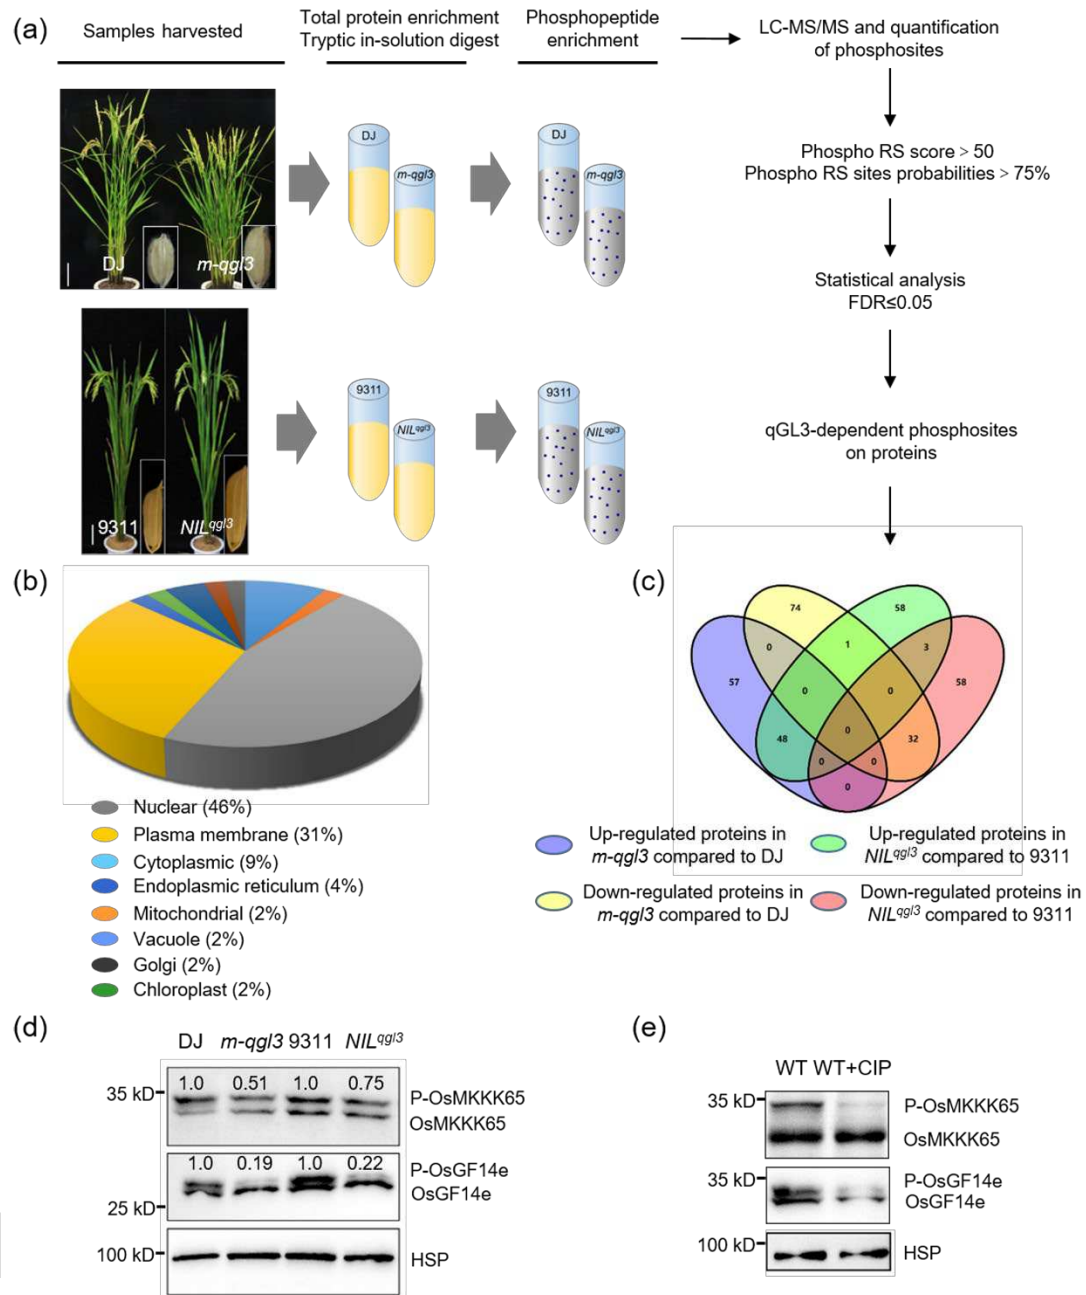 (a)
Samples harvested
Total protein enrichment
Tryptic in-solution digest
Phosphopeptide
enrichment
LC-MS/MS and quantification
of phosphosites
DJ
m-qgl3
DJ
m-qgl3
DJ
m-qgl3
Phospho RS score > 50
Phospho RS sites probabilities > 75%
Statistical analysis
FDR≤0.05
9311
NILqgl3
9311
NILqgl3
9311
NILqgl3
qGL3-dependent phosphosites
on proteins
(b)
Nuclear (46%)
Plasma membrane (31%)
Cytoplasmic (9%)
Endoplasmic reticulum (4%)
Mitochondrial (2%)
Vacuole (2%)
Golgi (2%)
Chloroplast (2%)
(c)
74
58
0
1
3
57
0
0
58
48
0
32
0
0
0
Up-regulated proteins in
m-qgl3 compared to DJ
Up-regulated proteins in
NILqgl3 compared to 9311
Down-regulated proteins in
m-qgl3 compared to DJ
Down-regulated proteins in
NILqgl3 compared to 9311
(d)
DJ m-qgl3 9311 NILqgl3
35 kD
1.0 0.51 1.0 0.75
P-OsMKKK65
OsMKKK65
1.0 0.19 1.0 0.22
P-OsGF14e
OsGF14e
25 kD
100 kD
HSP
(e)
WT WT+CIP
35 kD
P-OsMKKK65
OsMKKK65
35 kD
P-OsGF14e
OsGF14e
100 kD
HSP